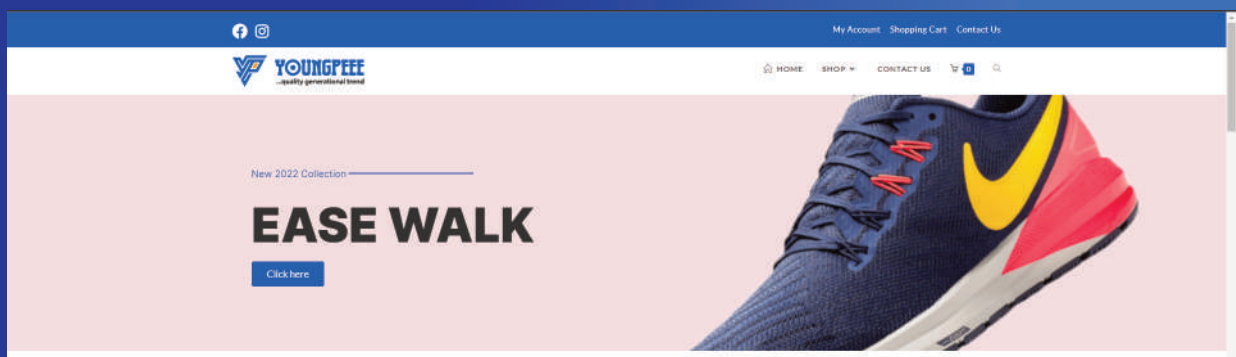 My Account Shopping Cart Contact Us
YOUNGPEEE
...quality generational trend
HOME SHOP CONTACT US 0
New 2022 Collection
EASE WALK
Click here